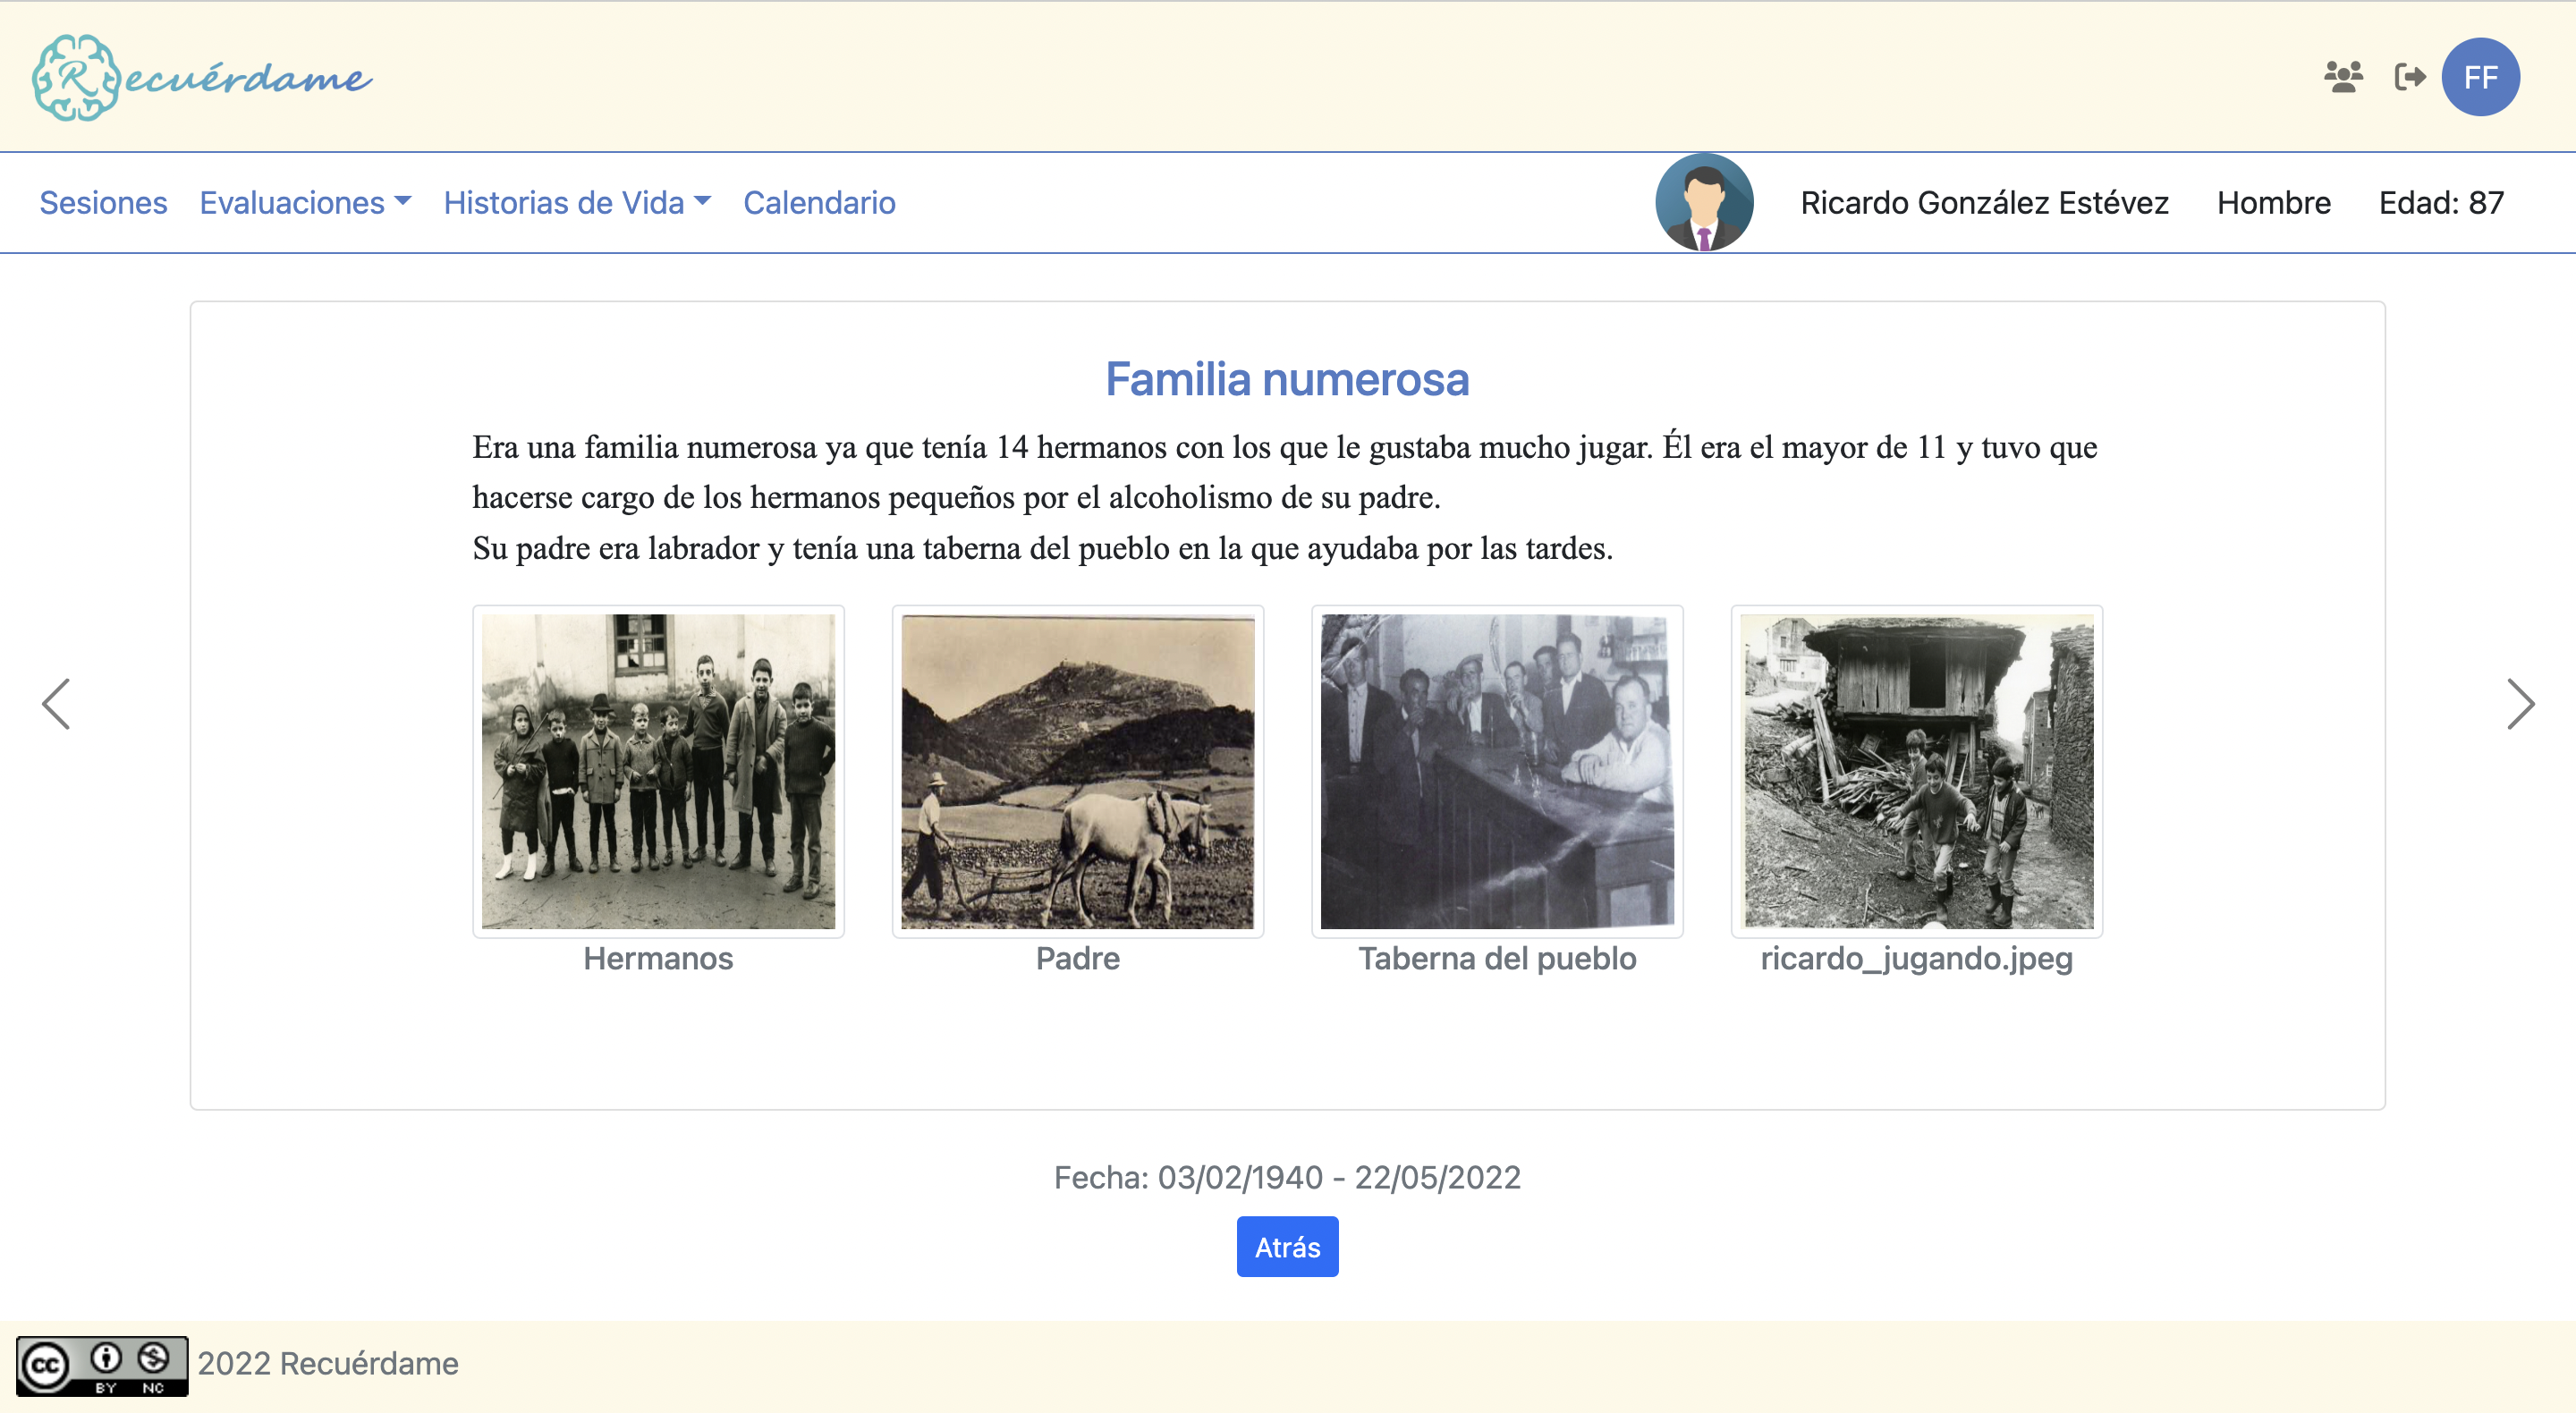 Recuérdame
FF
Sesiones Evaluaciones Historias de Vida Calendario Ricardo González Estévez Hombre Edad: 87
Familia numerosa
Era una familia numerosa ya que tenía 14 hermanos con los que le gustaba mucho jugar. Él era el mayor de 11 y tuvo que
hacerse cargo de los hermanos pequeños por el alcoholismo de su padre.
Su padre era labrador y tenía una taberna del pueblo en la que ayudaba por las tardes.
Hermanos Padre Taberna del pueblo ricardo_jugando.jpeg
Fecha: 03/02/1940 - 22/05/2022
Atrás
cc BY NC 2022 Recuérdame